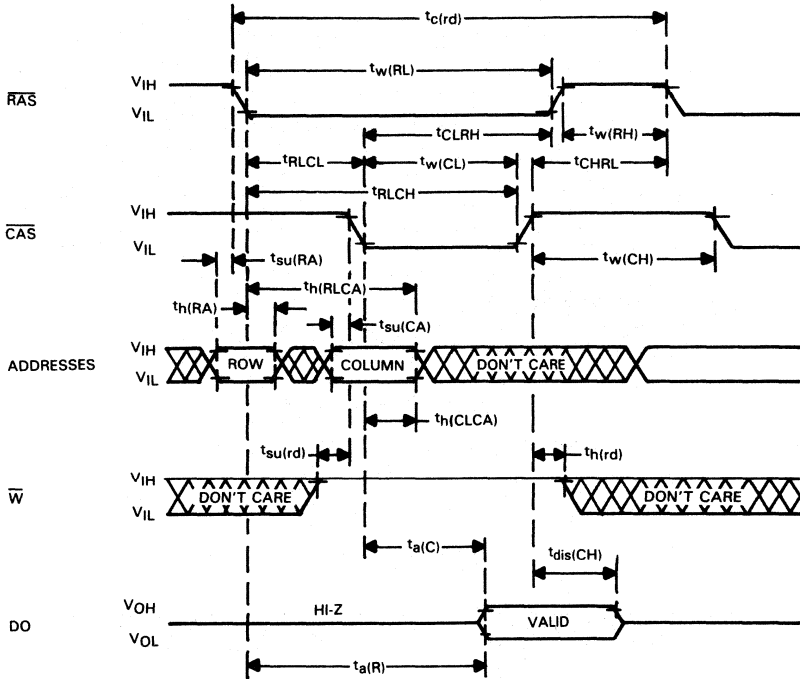 tc(rd)
tw(RL)
RAS
VIH
VIL
tCLRH
tw(RH)
tRLCL
tw(CL)
tCHRL
tRLCH
CAS
VIH
VIL
tsu(RA)
tw(CH)
th(RLCA)
th(RA)
tsu(CA)
ADDRESSES
VIH
VIL
ROW
COLUMN
DON'T CARE
th(CLCA)
tsu(rd)
th(rd)
W
VIH
VIL
DON'T CARE
DON'T CARE
ta(C)
tdis(CH)
DO
VOH
VOL
HI-Z
VALID
ta(R)